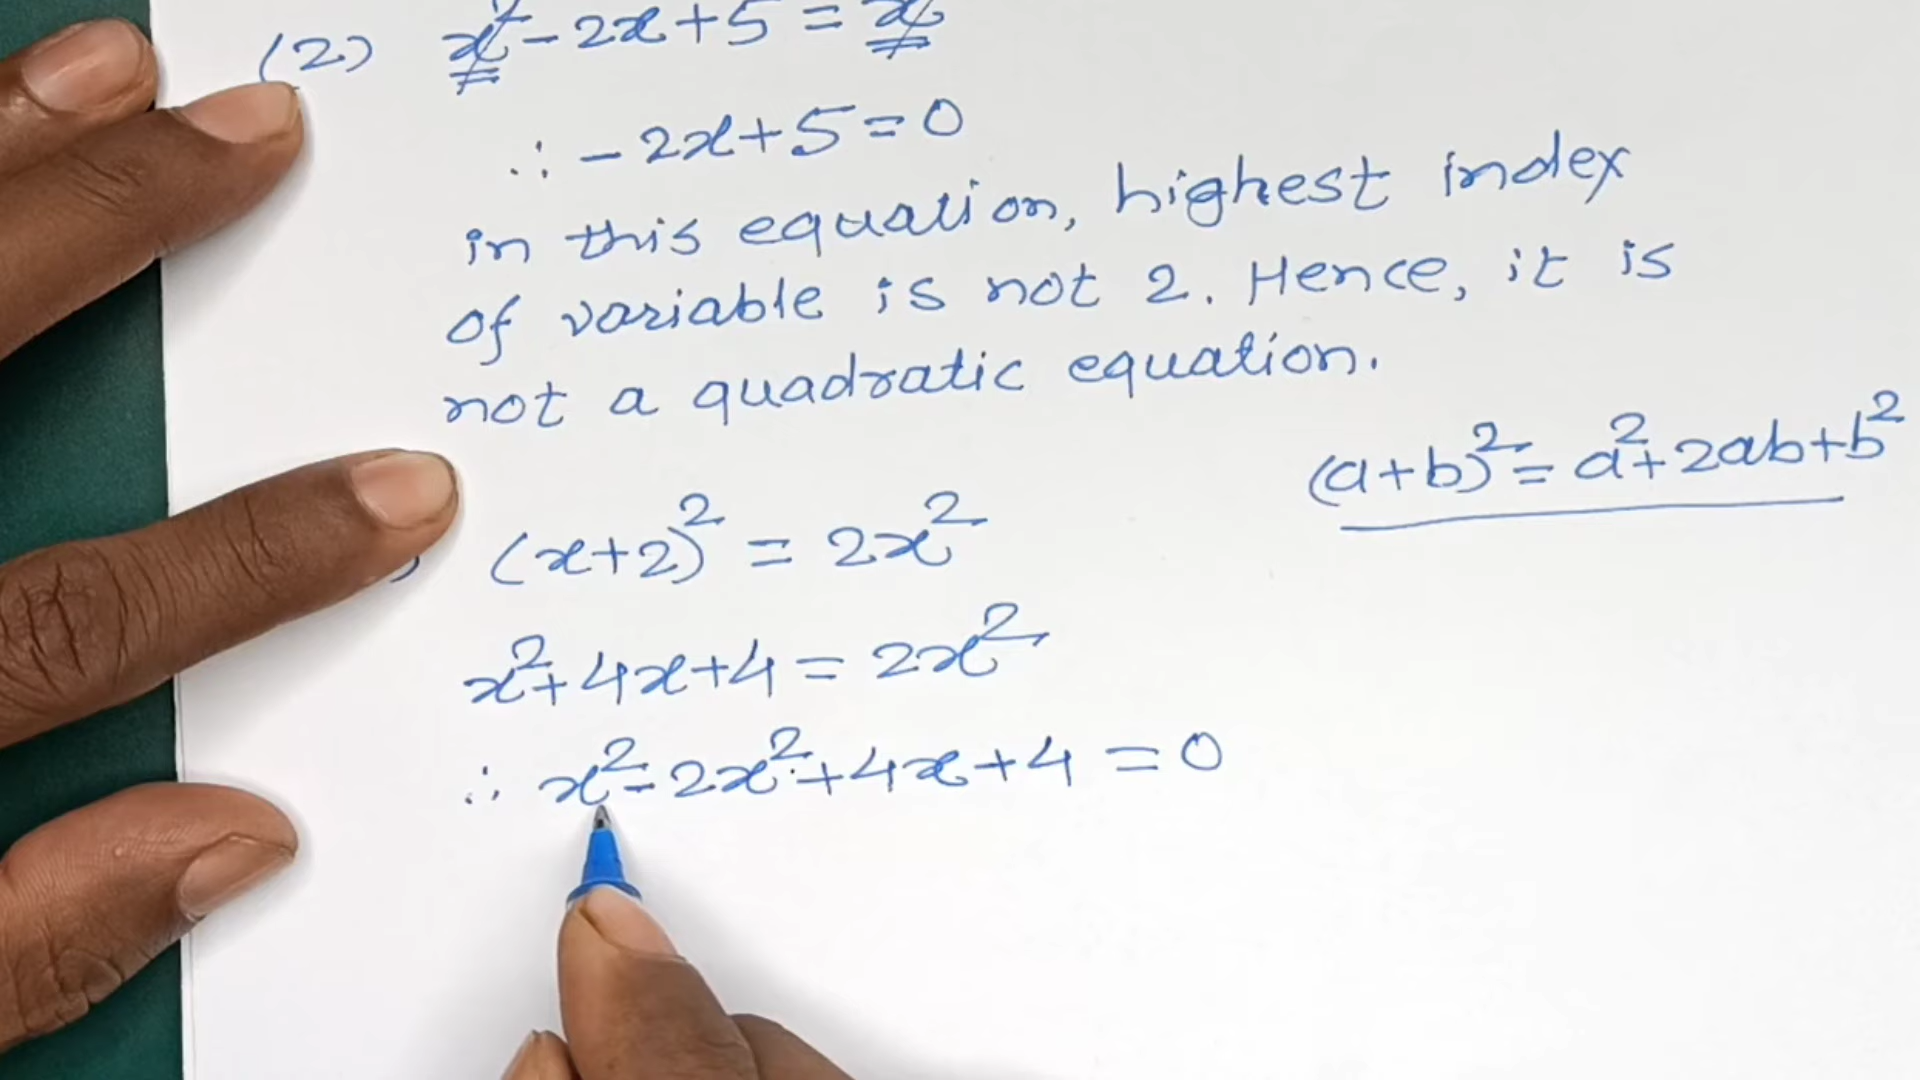 (2) x² - 2x + 5 = x²
∴ - 2x + 5 = 0
in this equation, highest index
of variable is not 2. Hence, it is
not a quadratic equation.
(a+b)² = a² + 2ab + b²
) (x+2)² = 2x²
x² + 4x + 4 = 2x²
∴ x² - 2x² + 4x + 4 = 0